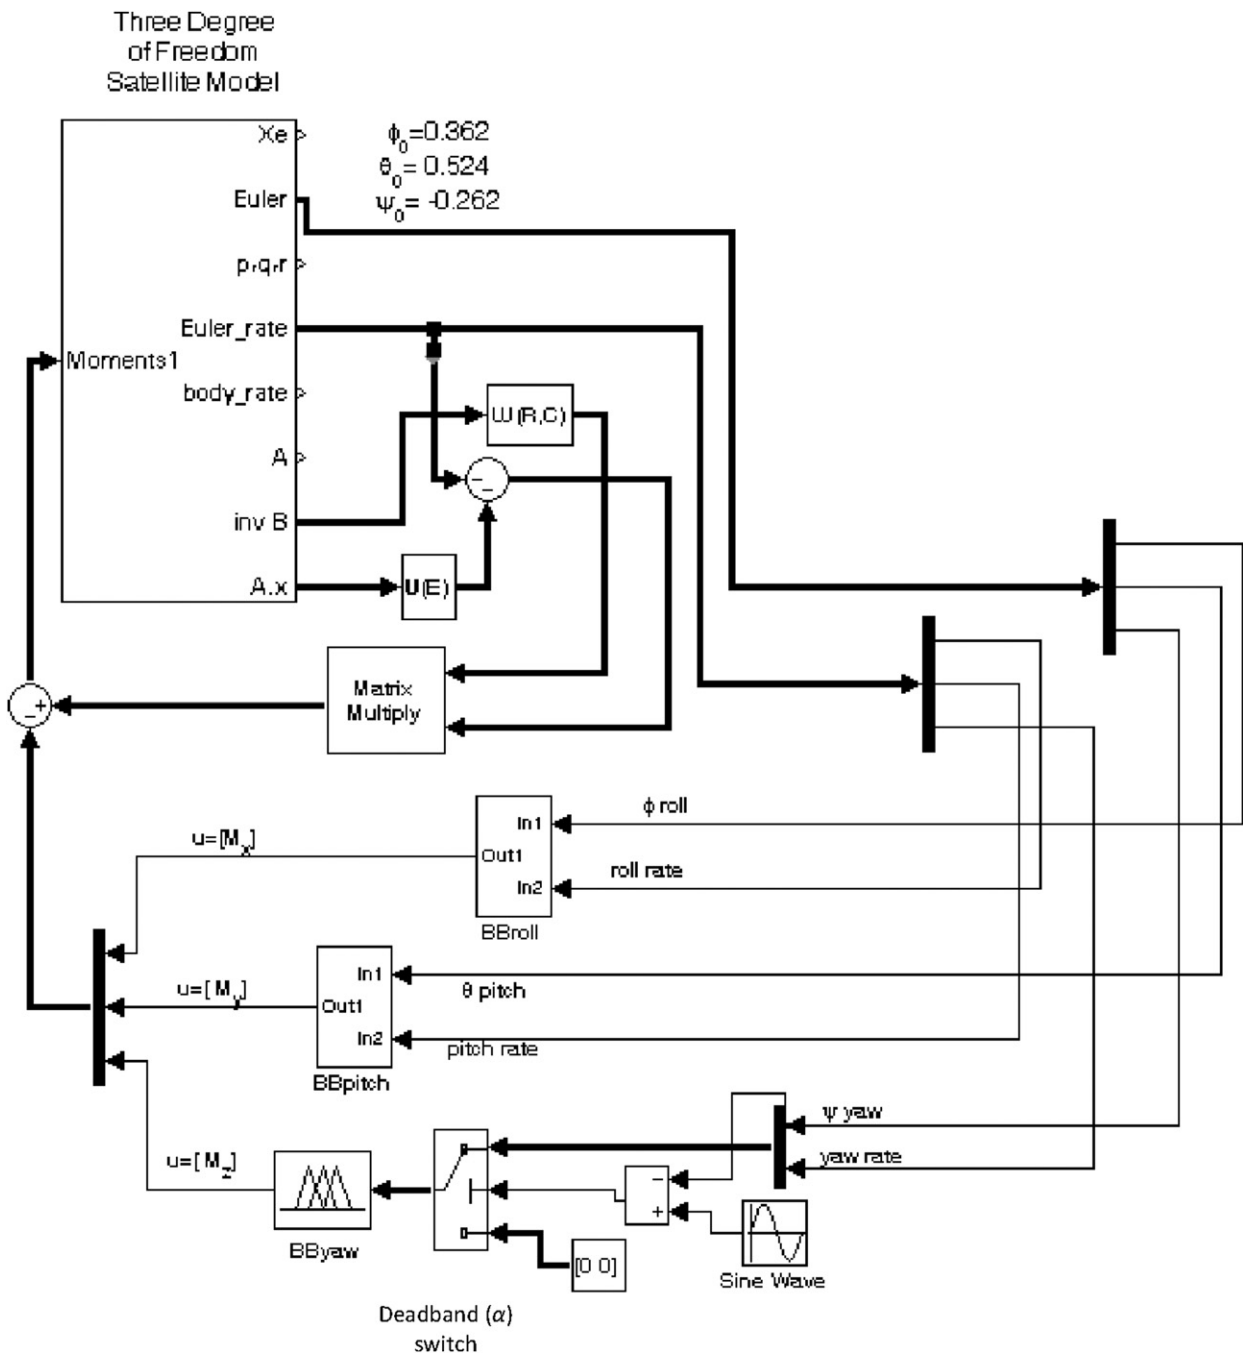 Three Degree
of Freedom
Satellite Model
Xe
ϕ₀=0.362
θ₀= 0.524
ψ₀= -0.262
Euler
p,q,r
Euler_rate
Moments1
body_rate
U(R,C)
A
inv B
A.x
U(E)
Matrix
Multiply
- -
- +
ϕ roll
In1
u=[Mₓ]
Out1
roll rate
In2
BBroll
In1
θ pitch
u=[ M_y]
Out1
In2
pitch rate
BBpitch
ψ yaw
yaw rate
u=[ M_z]
-
+
BByaw
[0 0]
Sine Wave
Deadband (α)
switch